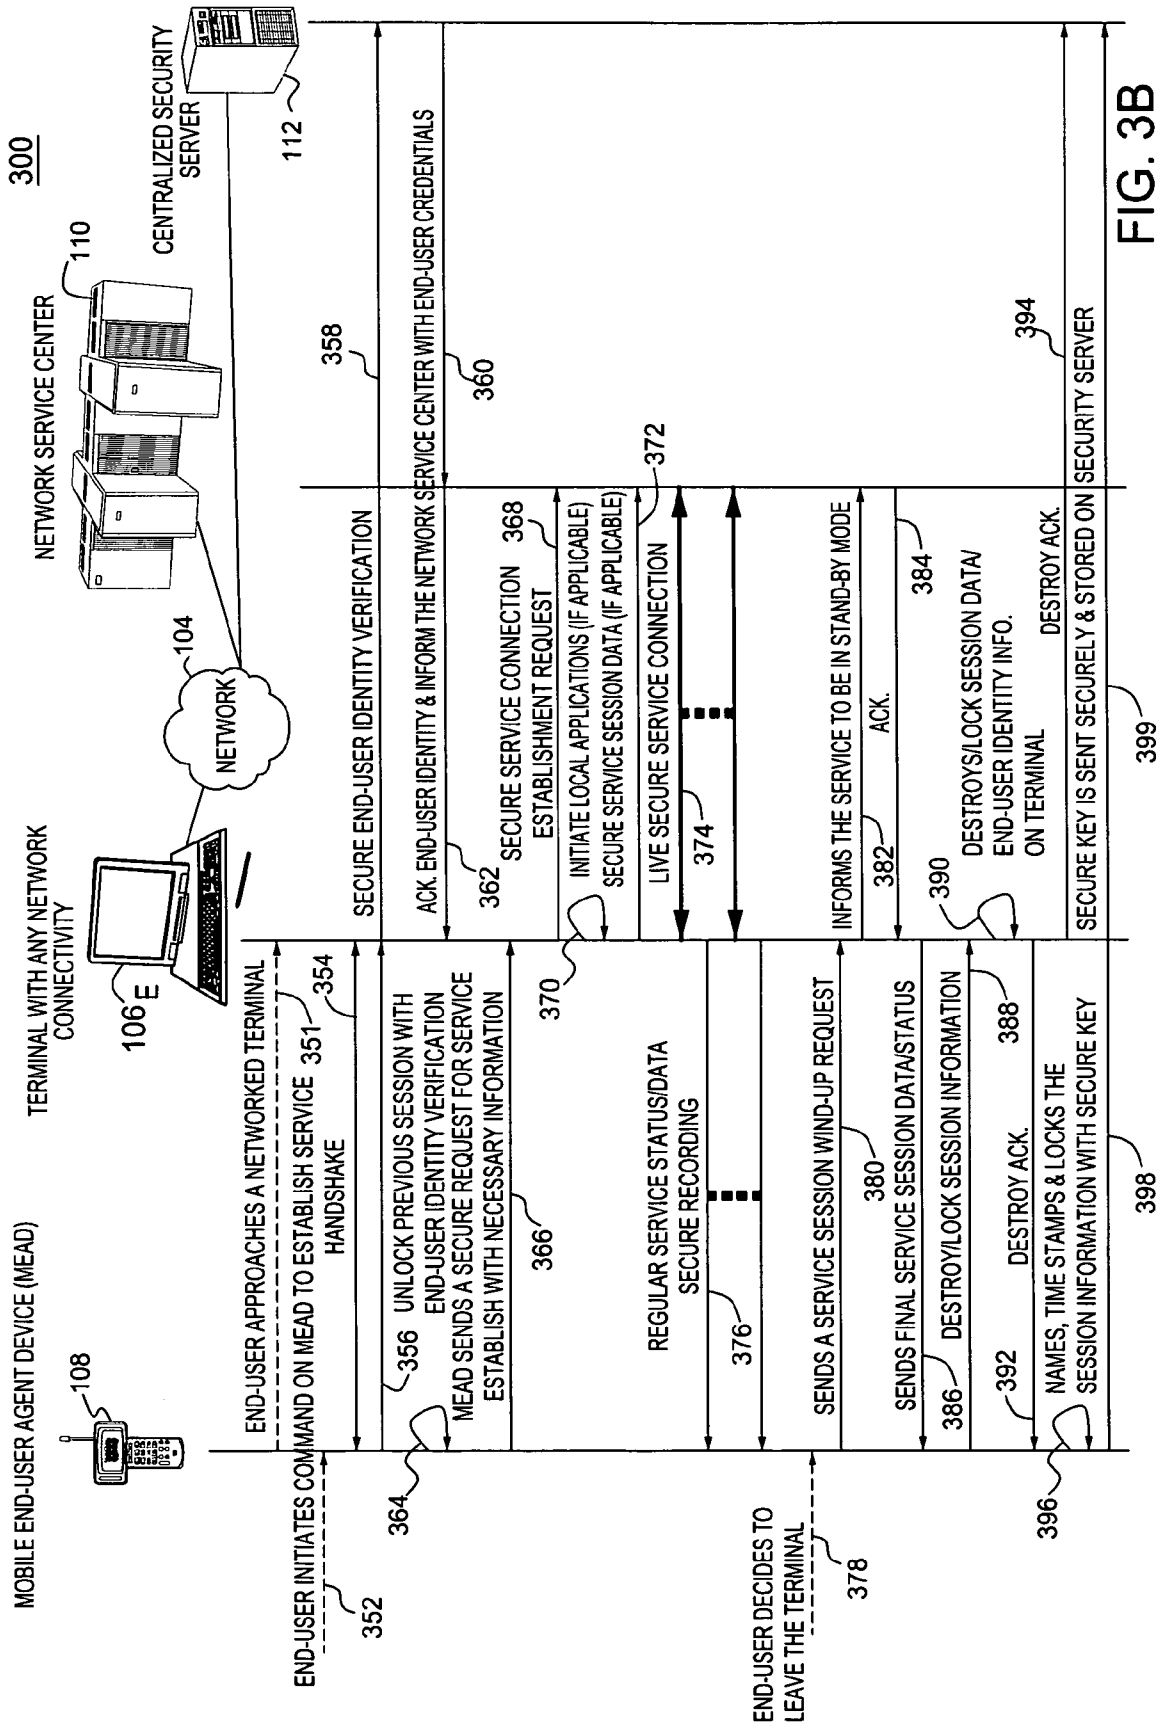 300
MOBILE END-USER AGENT DEVICE (MEAD)
108
TERMINAL WITH ANY NETWORK
CONNECTIVITY
106E
NETWORK
104
NETWORK SERVICE CENTER
110
CENTRALIZED SECURITY
SERVER
112
END-USER APPROACHES A NETWORKED TERMINAL
351
END-USER INITIATES COMMAND ON MEAD TO ESTABLISH SERVICE
352
HANDSHAKE
354
SECURE END-USER IDENTITY VERIFICATION
356
358
UNLOCK PREVIOUS SESSION WITH
END-USER IDENTITY VERIFICATION
364
ACK. END-USER IDENTITY & INFORM THE NETWORK SERVICE CENTER WITH END-USER CREDENTIALS
360
362
MEAD SENDS A SECURE REQUEST FOR SERVICE
ESTABLISH WITH NECESSARY INFORMATION
366
SECURE SERVICE CONNECTION
ESTABLISHMENT REQUEST
368
INITIATE LOCAL APPLICATIONS (IF APPLICABLE)
370
SECURE SERVICE SESSION DATA (IF APPLICABLE)
372
LIVE SECURE SERVICE CONNECTION
374
REGULAR SERVICE STATUS/DATA
SECURE RECORDING
376
END-USER DECIDES TO
LEAVE THE TERMINAL
378
SENDS A SERVICE SESSION WIND-UP REQUEST
380
INFORMS THE SERVICE TO BE IN STAND-BY MODE
382
ACK.
384
SENDS FINAL SERVICE SESSION DATA/STATUS
386
DESTROY/LOCK SESSION INFORMATION
388
DESTROYS/LOCK SESSION DATA/
END-USER IDENTITY INFO.
ON TERMINAL
390
DESTROY ACK.
392
DESTROY ACK.
394
NAMES, TIME STAMPS & LOCKS THE
SESSION INFORMATION WITH SECURE KEY
396
SECURE KEY IS SENT SECURELY & STORED ON SECURITY SERVER
398
399
FIG. 3B